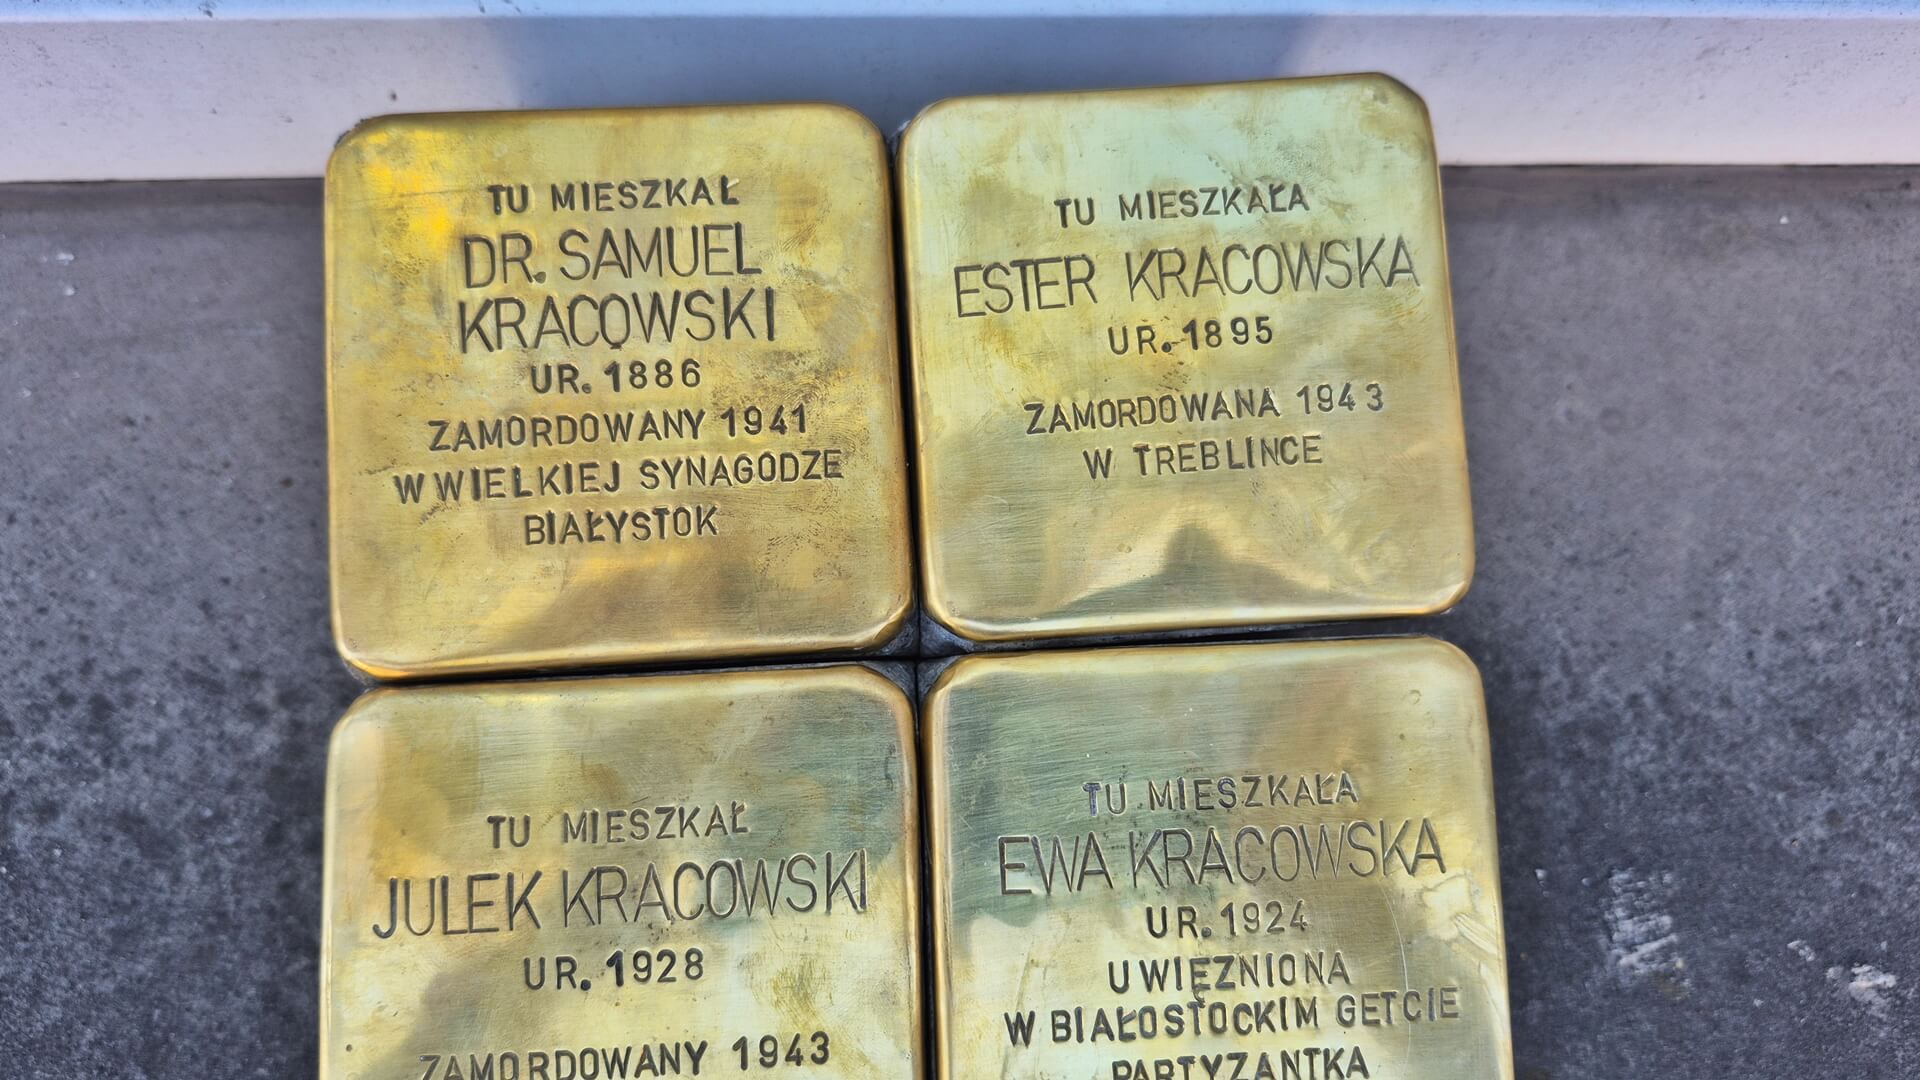 TU MIESZKAŁ
DR. SAMUEL
KRACOWSKI
UR. 1886
ZAMORDOWANY 1941
W WIELKIEJ SYNAGODZE
BIAŁYSTOK
TU MIESZKAŁA
ESTER KRACOWSKA
UR. 1895
ZAMORDOWANA 1943
W TREBLINCE
TU MIESZKAŁ
JULEK KRACOWSKI
UR. 1928
ZAMORDOWANY 1943
TU MIESZKAŁA
EWA KRACOWSKA
UR. 1924
UWIĘZNIONA
W BIAŁOSTOCKIM GETCIE
PARTYZANTKA